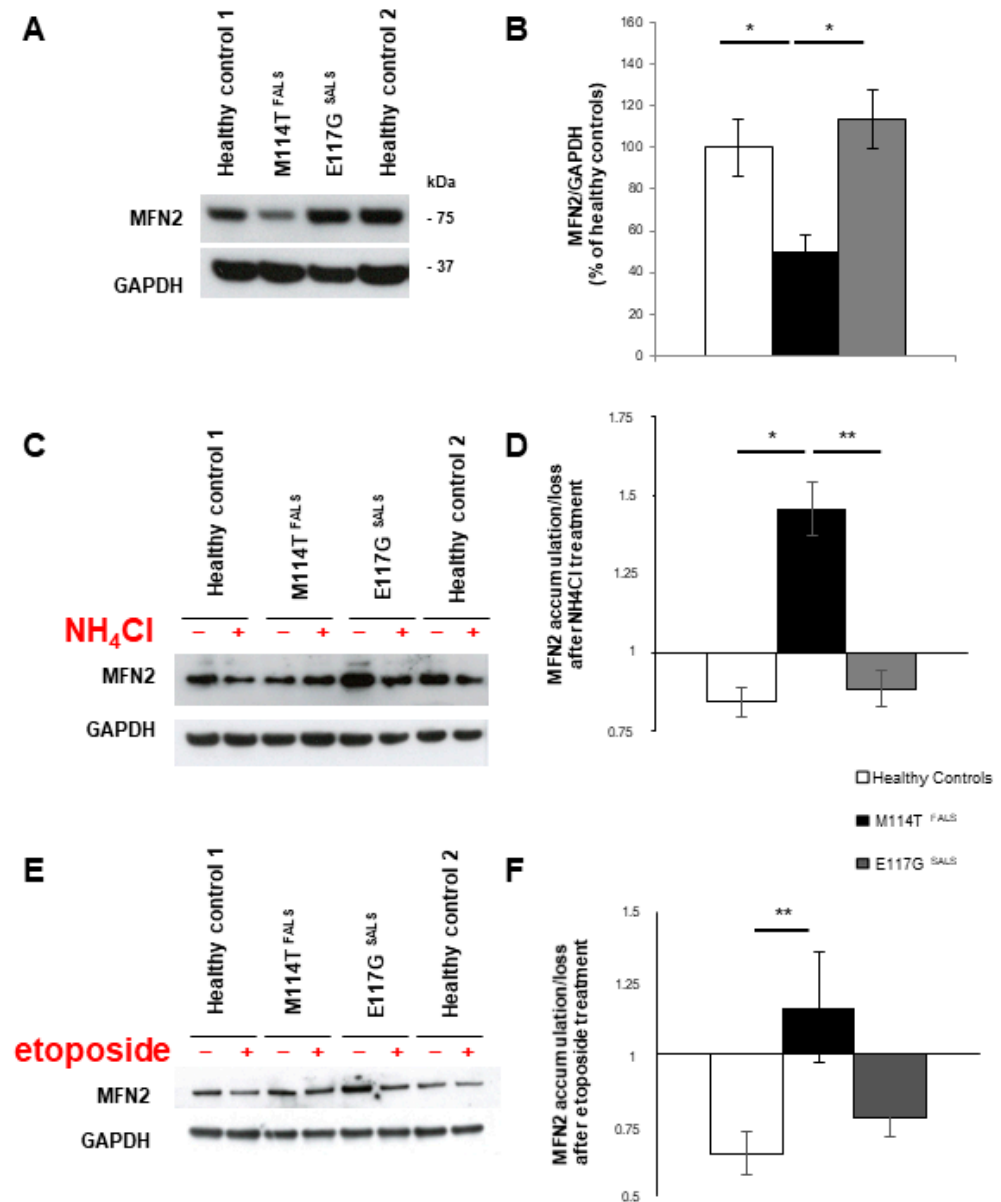 A
Healthy control 1
M114T FALS
E117G SALS
Healthy control 2
kDa
MFN2
- 75
- 37
GAPDH
B
MFN2/GAPDH
(% of healthy controls)
160
140
120
100
80
60
40
20
0
*
*
C
Healthy control 1
M114T FALS
E117G SALS
Healthy control 2
NH4Cl
– + – + – + – +
MFN2
GAPDH
D
MFN2 accumulation/loss
after NH4Cl treatment
1.75
1.5
1.25
1
0.75
*
**
Healthy Controls
M114T FALS
E117G SALS
E
Healthy control 1
M114T FALS
E117G SALS
Healthy control 2
etoposide
– + – + – + – +
MFN2
GAPDH
F
MFN2 accumulation/loss
after etoposide treatment
1.5
1.25
1
0.75
0.5
**